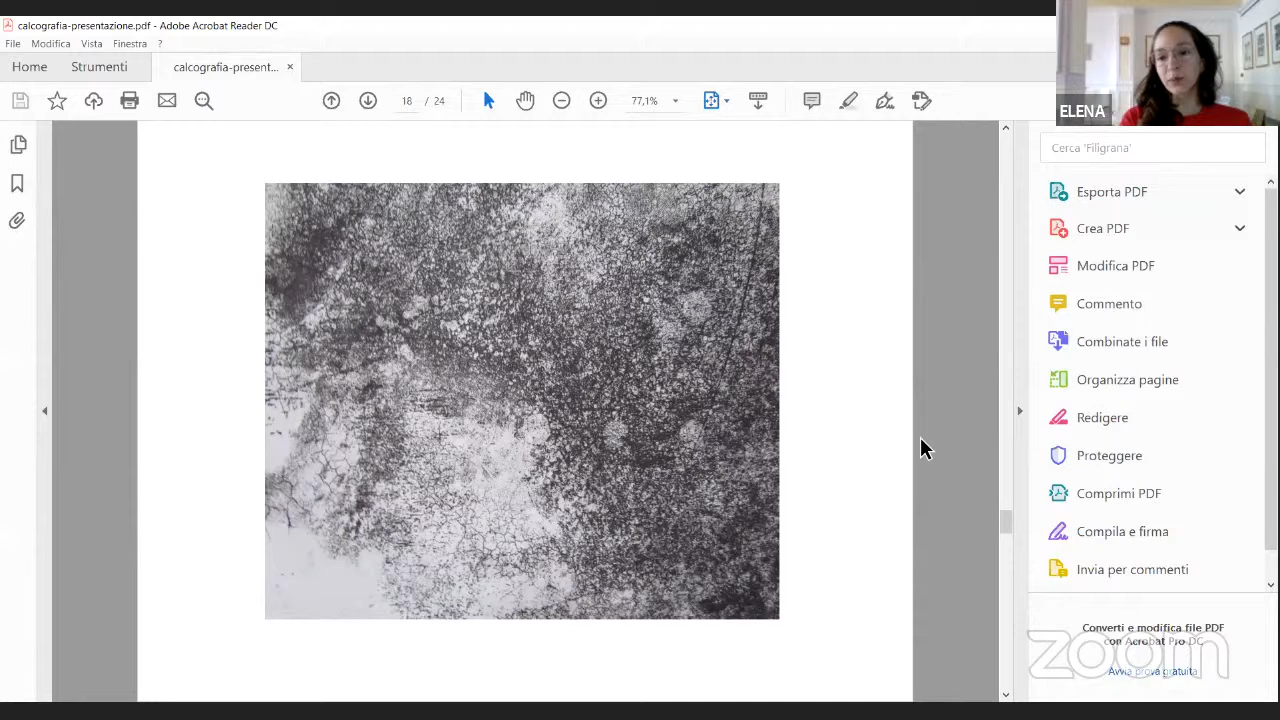 calcografia-presentazione.pdf - Adobe Acrobat Reader DC
File Modifica Vista Finestra ?
Home Strumenti calcografia-present... ×
18 / 24 77,1%
ELENA
Cerca 'Filigrana'
Esporta PDF
Crea PDF
Modifica PDF
Commento
Combinate i file
Organizza pagine
Redigere
Proteggere
Comprimi PDF
Compila e firma
Invia per commenti
Converti e modifica file PDF
con Acrobat Pro DC
Avvia prova gratuita
zoom